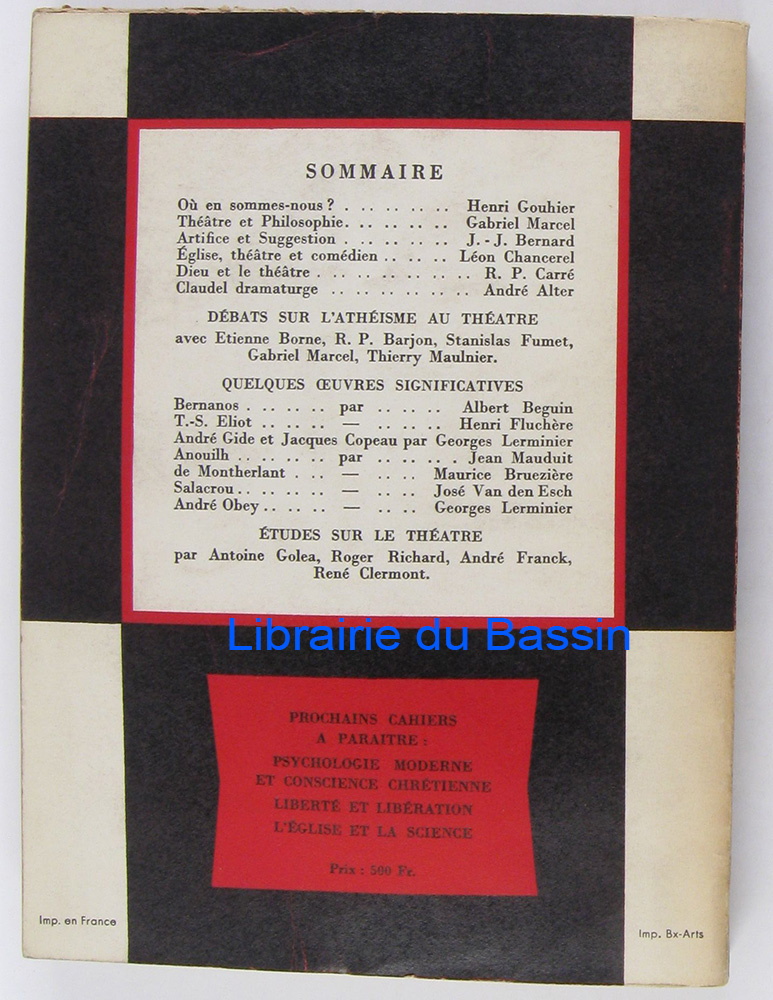 SOMMAIRE
Où en sommes-nous ? . .. .. .. .. Henri Gouhier
Théâtre et Philosophie. .. .. .. .. Gabriel Marcel
Artifice et Suggestion . .. .. .. .. J.-J. Bernard
Église, théâtre et comédien .. .. .. Léon Chancerel
Dieu et le théâtre . .. .. .. .. .. .. R. P. Carré
Claudel dramaturge .. .. .. .. .. André Alter
DÉBATS SUR L'ATHÉISME AU THÉATRE
avec Etienne Borne, R. P. Barjon, Stanislas Fumet,
Gabriel Marcel, Thierry Maulnier.
QUELQUES ŒUVRES SIGNIFICATIVES
Bernanos . .. .. .. par .. .. .. Albert Beguin
T.-S. Eliot .. .. .. — .. .. .. Henri Fluchère
André Gide et Jacques Copeau par Georges Lerminier
Anouilh .. .. .. .. par .. .. .. . Jean Mauduit
de Montherlant . .. — .. .. Maurice Bruezière
Salacrou .. .. .. .. — .. .. José Van den Esch
André Obey .. .. .. — .. .. Georges Lerminier
ÉTUDES SUR LE THÉATRE
par Antoine Golea, Roger Richard, André Franck,
René Clermont.
Librairie du Bassin
PROCHAINS CAHIERS
A PARAITRE :
PSYCHOLOGIE MODERNE
ET CONSCIENCE CHRÉTIENNE
LIBERTÉ ET LIBÉRATION
L'ÉGLISE ET LA SCIENCE
Prix : 500 Fr.
Imp. en France
Imp. Bx-Arts